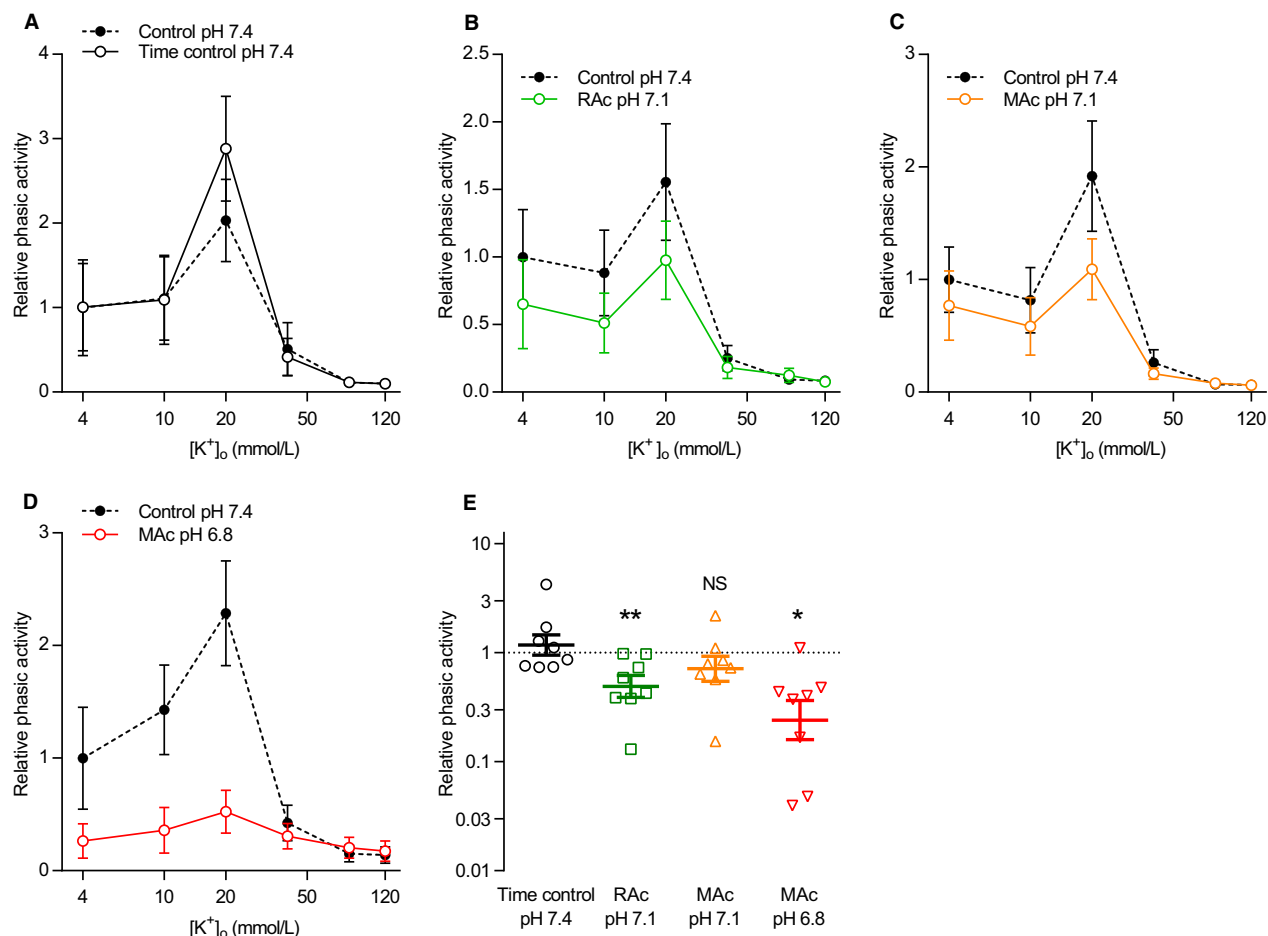 A
Control pH 7.4
Time control pH 7.4
4
3
2
1
0
Relative phasic activity
4 10 20 50 120
[K⁺]ₒ (mmol/L)
B
Control pH 7.4
RAc pH 7.1
2.5
2.0
1.5
1.0
0.5
0.0
Relative phasic activity
4 10 20 50 120
[K⁺]ₒ (mmol/L)
C
Control pH 7.4
MAc pH 7.1
3
2
1
0
Relative phasic activity
4 10 20 50 120
[K⁺]ₒ (mmol/L)
D
Control pH 7.4
MAc pH 6.8
3
2
1
0
Relative phasic activity
4 10 20 50 120
[K⁺]ₒ (mmol/L)
E
10
3
1
0.3
0.1
0.03
0.01
Relative phasic activity
** NS *
Time control RAc MAc MAc
pH 7.4 pH 7.1 pH 7.1 pH 6.8